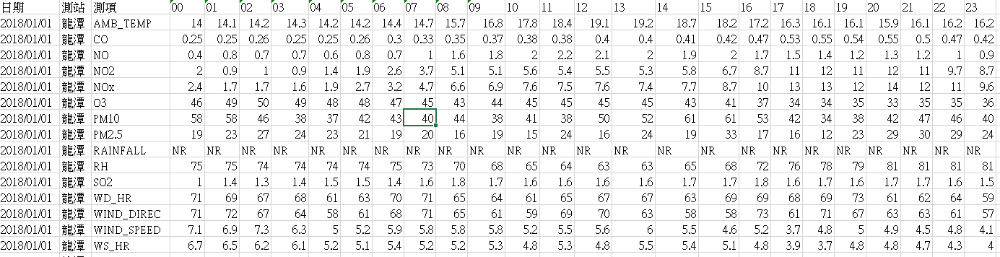 日期 測站 測項 00 01 02 03 04 05 06 07 08 09 10 11 12 13 14 15 16 17 18 19 20 21 22 23
2018/01/01 龍潭 AMB_TEMP 14 14.1 14.2 14.3 14.2 14.2 14.4 14.7 15.7 16.8 17.8 18.4 19.1 19.2 18.7 18.2 17.2 16.3 16.1 16.1 15.9 16.1 16.2 16.2
2018/01/01 龍潭 CO 0.25 0.25 0.26 0.25 0.25 0.26 0.3 0.33 0.35 0.37 0.38 0.38 0.4 0.4 0.41 0.42 0.47 0.53 0.55 0.54 0.55 0.5 0.47 0.42
2018/01/01 龍潭 NO 0.4 0.8 0.7 0.7 0.6 0.8 0.7 1 1.6 1.8 2 2.2 2.1 2 1.9 2 1.7 1.5 1.4 1.2 1.3 1.2 1 0.9
2018/01/01 龍潭 NO2 2 0.9 1 0.9 1.4 1.9 2.6 3.7 5.1 5.1 5.6 5.4 5.5 5.3 5.8 6.7 8.7 11 12 11 12 11 9.7 8.7
2018/01/01 龍潭 NOx 2.4 1.7 1.7 1.6 1.9 2.7 3.2 4.7 6.6 6.9 7.6 7.5 7.6 7.4 7.7 8.7 10 13 13 12 14 12 11 9.6
2018/01/01 龍潭 O3 46 49 50 49 48 48 47 45 43 44 45 45 45 45 43 41 37 34 34 35 33 35 35 36
2018/01/01 龍潭 PM10 58 58 46 38 37 42 43 40 44 38 41 38 50 52 61 61 53 42 34 38 42 47 46 40
2018/01/01 龍潭 PM2.5 19 23 27 24 23 21 19 20 16 19 15 24 16 24 19 33 17 16 12 23 29 30 29 24
2018/01/01 龍潭 RAINFALL NR NR NR NR NR NR NR NR NR NR NR NR NR NR NR NR NR NR NR NR NR NR NR NR
2018/01/01 龍潭 RH 75 75 74 74 74 74 75 73 70 68 65 64 63 63 65 68 72 76 78 79 81 81 81 81
2018/01/01 龍潭 SO2 1 1.4 1.3 1.4 1.5 1.5 1.4 1.6 1.8 1.7 1.6 1.6 1.6 1.6 1.7 1.7 1.8 1.6 1.7 1.6 1.7 1.7 1.6 1.5
2018/01/01 龍潭 WD_HR 71 69 67 68 61 63 70 71 65 64 61 65 67 67 63 69 69 68 69 73 61 62 64 59
2018/01/01 龍潭 WIND_DIREC 71 72 67 64 58 61 68 71 65 61 59 69 70 63 58 58 73 61 71 67 63 63 61 57
2018/01/01 龍潭 WIND_SPEED 7.1 6.9 7.3 6.3 5 5.2 5.9 5.8 5.8 5.8 5.2 5.5 5.6 6 5.5 4.6 5.2 3.7 4.8 5 4.9 4.5 4.8 4.1
2018/01/01 龍潭 WS_HR 6.7 6.5 6.2 6.1 5.2 5.1 5.4 5.2 5.2 5.3 4.8 5.3 4.8 5.5 5.4 5.1 4.8 3.9 3.7 4.8 4.8 4.7 4.3 4